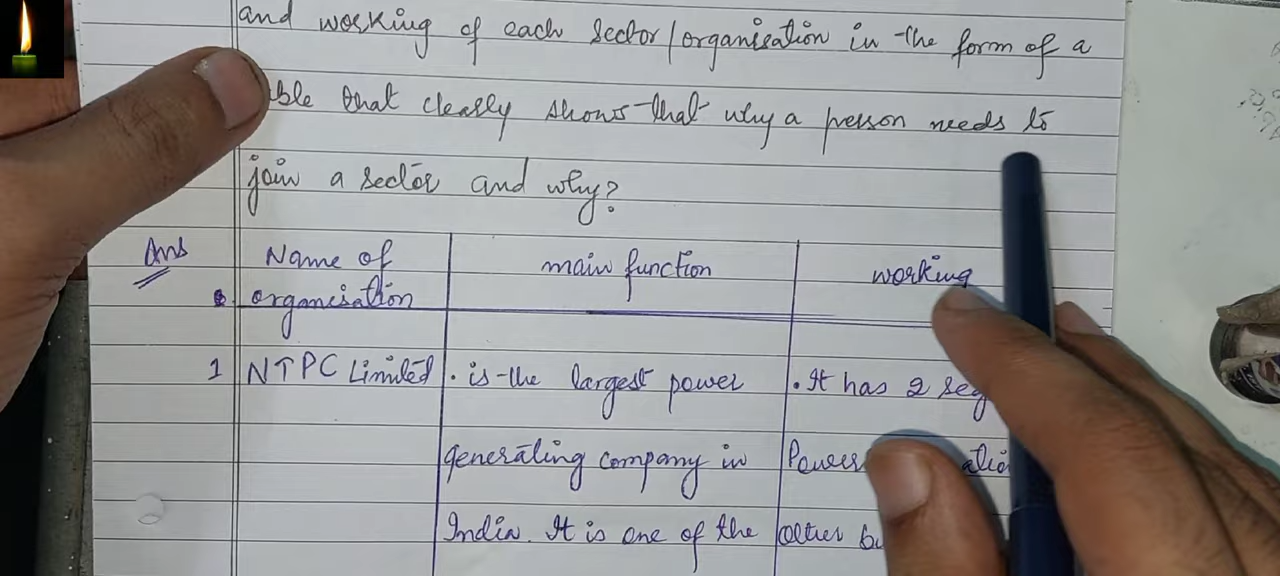 and working of each sector/organisation in the form of a
ble that clearly shows that why a person needs to
join a sector and why?
Ans
Name of
organisation
main function
working
1 NTPC Limited
. is the largest power
generating company in
India. It is one of the
. It has 2 seg
Power
other bu